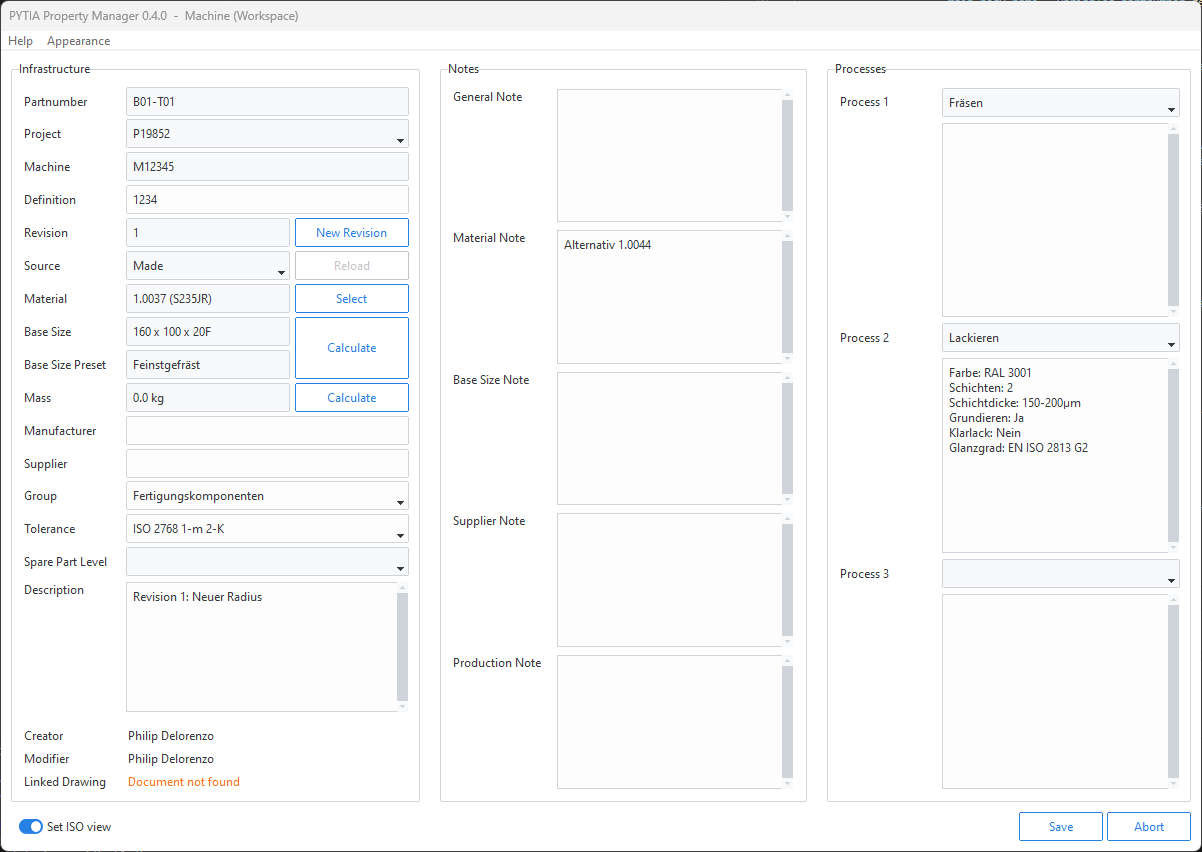 PYTIA Property Manager 0.4.0 - Machine (Workspace)
Help Appearance
Infrastructure
Partnumber B01-T01
Project P19852
Machine M12345
Definition 1234
Revision 1 New Revision
Source Made Reload
Material 1.0037 (S235JR) Select
Base Size 160 x 100 x 20F
Calculate
Base Size Preset Feinstgefräst
Mass 0.0 kg Calculate
Manufacturer
Supplier
Group Fertigungskomponenten
Tolerance ISO 2768 1-m 2-K
Spare Part Level
Description Revision 1: Neuer Radius
Creator Philip Delorenzo
Modifier Philip Delorenzo
Linked Drawing Document not found
Notes
General Note
Material Note Alternativ 1.0044
Base Size Note
Supplier Note
Production Note
Processes
Process 1 Fräsen
Process 2 Lackieren
Farbe: RAL 3001
Schichten: 2
Schichtdicke: 150-200µm
Grundieren: Ja
Klarlack: Nein
Glanzgrad: EN ISO 2813 G2
Process 3
Set ISO view
Save Abort